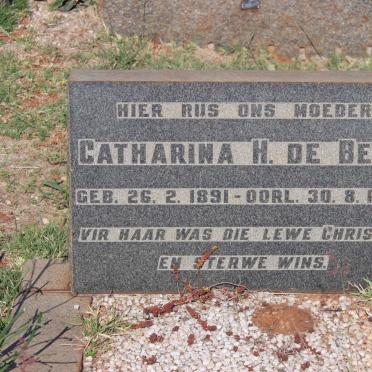 HIER RUS ONS MOEDER
CATHARINA H. DE BE
GEB. 26. 2. 1891 - OORL. 30. 8. 1
VIR HAAR WAS DIE LEWE CHRIS
EN STERWE WINS.